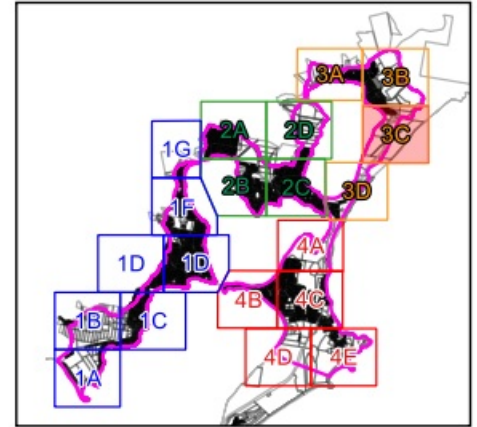 3A 3B
2A 2D 3C
1G
2B 2C 3D
1F
4A
1D 1D
4B 4C
1B 1C
4D 4E
1A